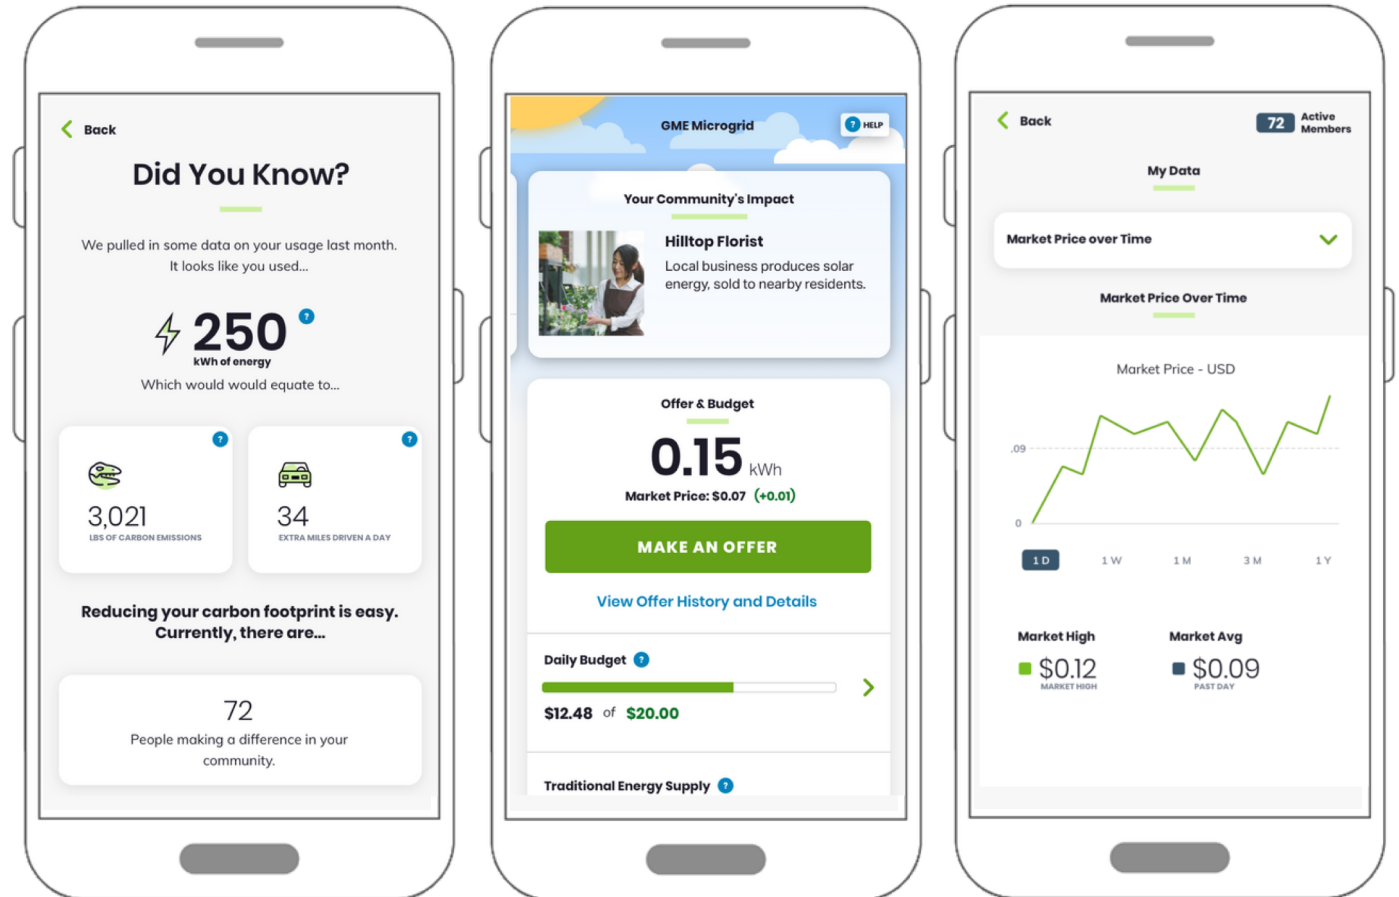 Back
Did You Know?
We pulled in some data on your usage last month.
It looks like you used...
250
?
kWh of energy
Which would would equate to...
?
3,021
LBS OF CARBON EMISSIONS
?
34
EXTRA MILES DRIVEN A DAY
Reducing your carbon footprint is easy.
Currently, there are...
72
People making a difference in your
community.
GME Microgrid
? HELP
Your Community's Impact
Hilltop Florist
Local business produces solar
energy, sold to nearby residents.
Offer & Budget
0.15 kWh
Market Price: $0.07 (+0.01)
MAKE AN OFFER
View Offer History and Details
Daily Budget ?
$12.48 of $20.00
Traditional Energy Supply ?
Back
72 Active
Members
My Data
Market Price over Time
Market Price Over Time
Market Price - USD
.09
0
1 D 1 W 1 M 3 M 1 Y
Market High
$0.12
MARKET HIGH
Market Avg
$0.09
PAST DAY